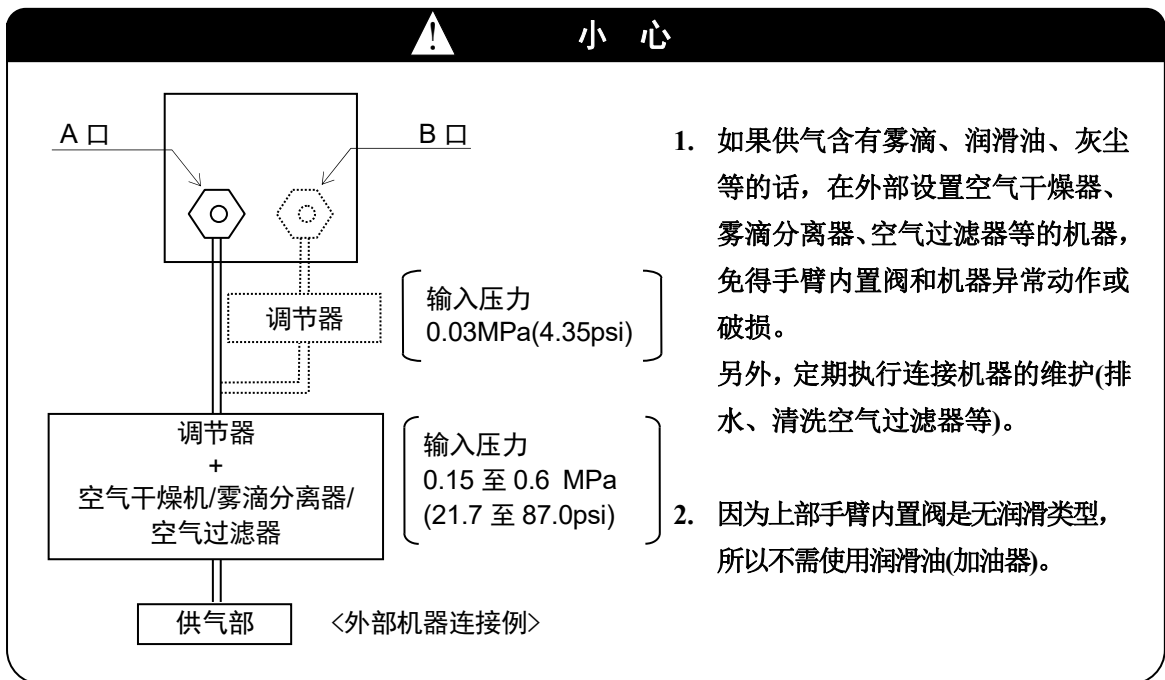 小 心
A 口
B 口
调节器
输入压力
0.03MPa(4.35psi)
调节器
+
空气干燥机/雾滴分离器/
空气过滤器
输入压力
0.15 至 0.6 MPa
(21.7 至 87.0psi)
供气部
<外部机器连接例>
1. 如果供气含有雾滴、润滑油、灰尘
等的话，在外部设置空气干燥器、
雾滴分离器、空气过滤器等的机器，
免得手臂内置阀和机器异常动作或
破损。
另外，定期执行连接机器的维护(排
水、清洗空气过滤器等)。
2. 因为上部手臂内置阀是无润滑类型，
所以不需使用润滑油(加油器)。